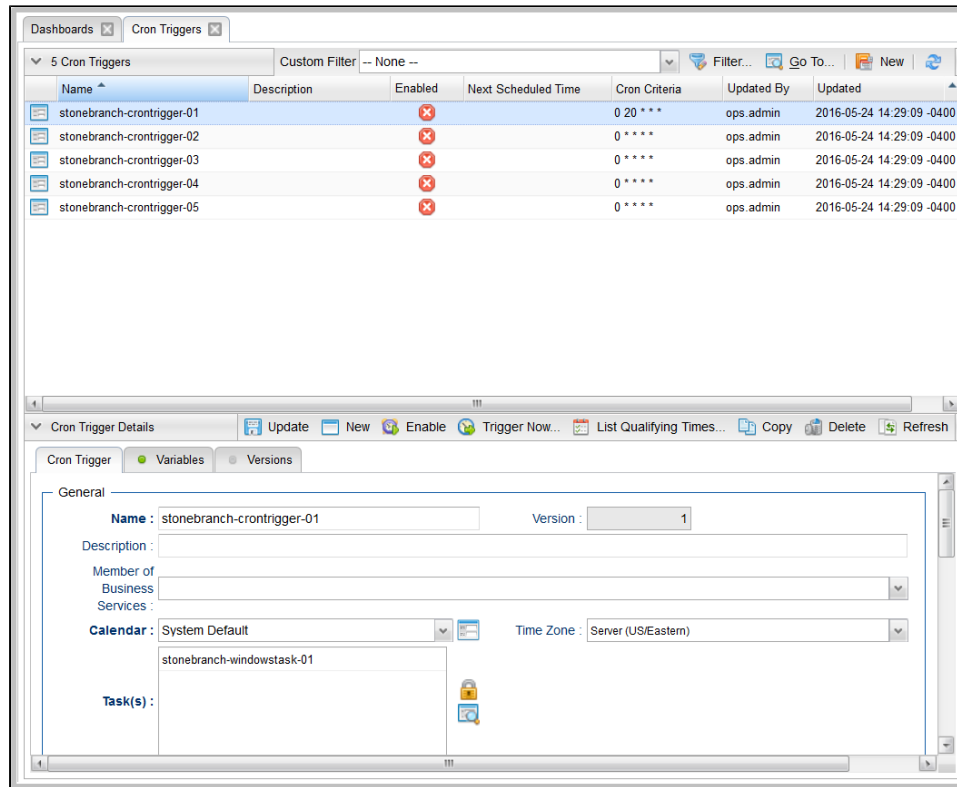 Dashboards Cron Triggers
5 Cron Triggers Custom Filter -- None -- Filter... Go To... New
Name Description Enabled Next Scheduled Time Cron Criteria Updated By Updated
stonebranch-crontrigger-01 0 20 * * * ops.admin 2016-05-24 14:29:09 -0400
stonebranch-crontrigger-02 0 * * * * ops.admin 2016-05-24 14:29:09 -0400
stonebranch-crontrigger-03 0 * * * * ops.admin 2016-05-24 14:29:09 -0400
stonebranch-crontrigger-04 0 * * * * ops.admin 2016-05-24 14:29:09 -0400
stonebranch-crontrigger-05 0 * * * * ops.admin 2016-05-24 14:29:09 -0400
Cron Trigger Details Update New Enable Trigger Now... List Qualifying Times... Copy Delete Refresh
Cron Trigger Variables Versions
General
Name : stonebranch-crontrigger-01 Version : 1
Description :
Member of
Business
Services :
Calendar : System Default Time Zone : Server (US/Eastern)
stonebranch-windowstask-01
Task(s) :